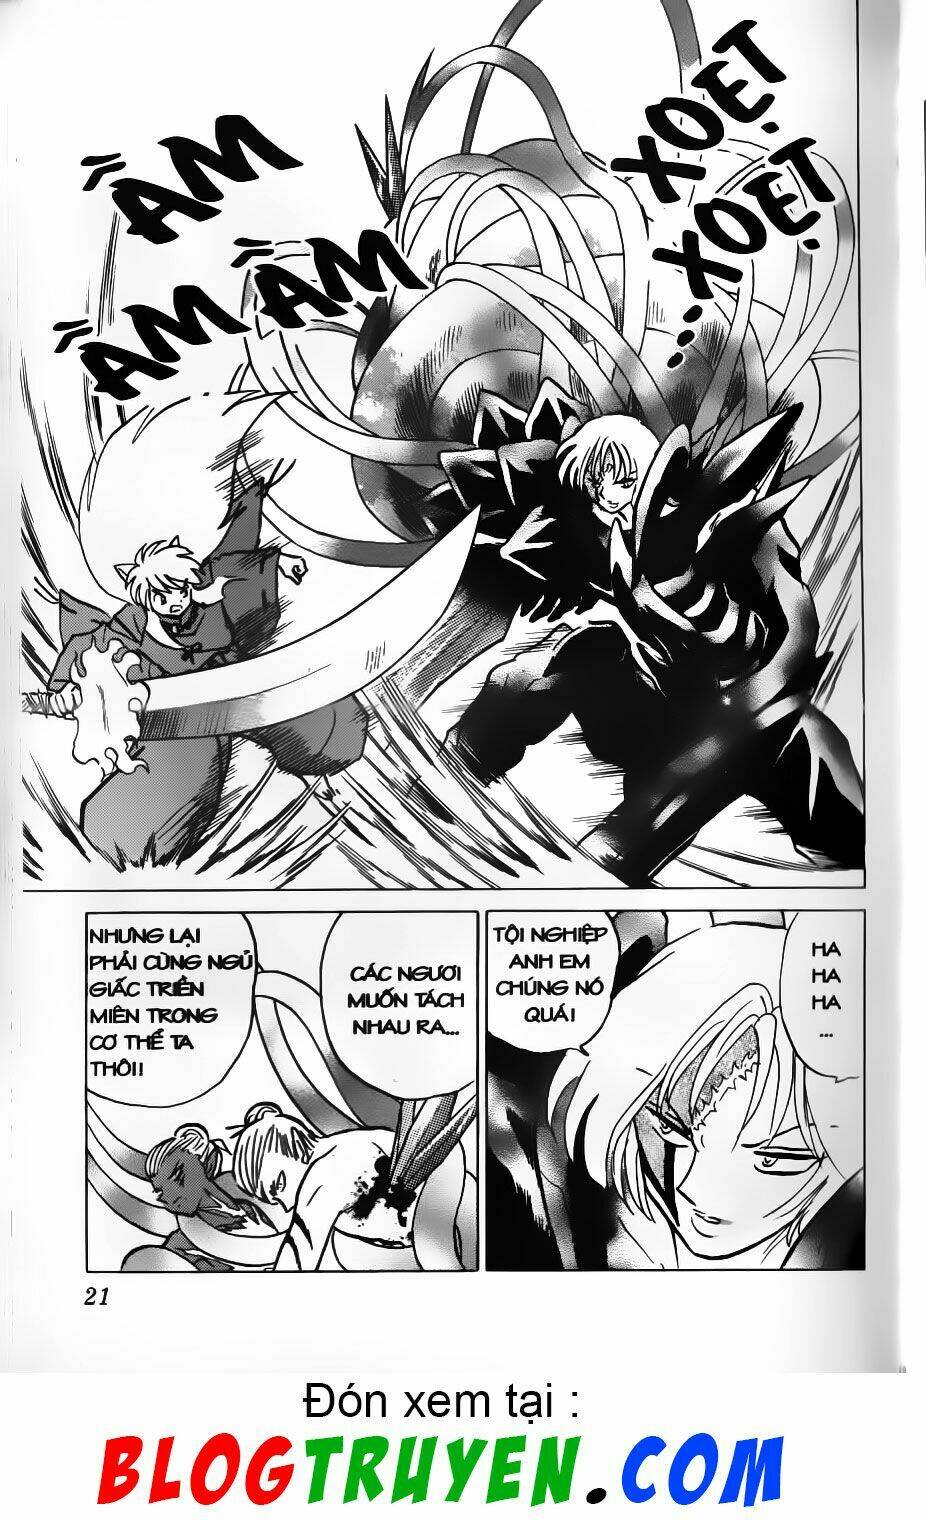 XOẸT
...XOẸT
ẦM
ẦM
ẦM
HA
HA
HA
...
TỘI NGHIỆP
ANH EM
CHÚNG NÓ
QUÁ!
CÁC NGƯƠI
MUỐN TÁCH
NHAU RA...
NHƯNG LẠI
PHẢI CÙNG NGỦ
GIẤC TRIỀN
MIÊN TRONG
CƠ THỂ TA
THÔI!!
21
Đón xem tại :
BLOGTRUYEN.COM